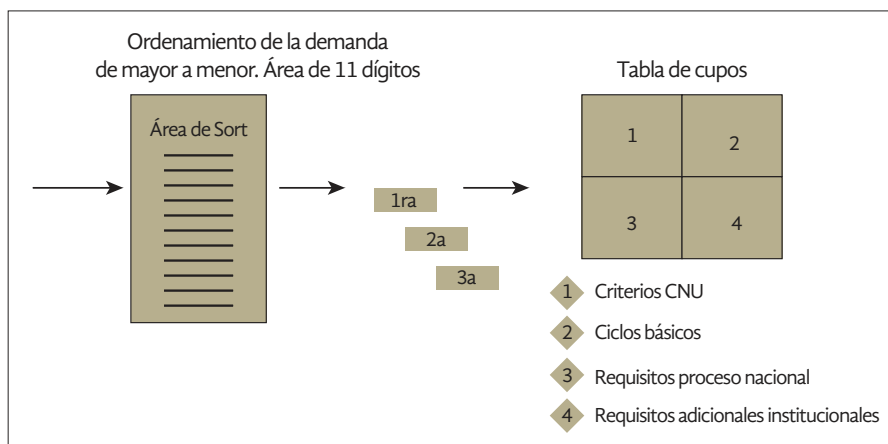 Ordenamiento de la demanda
de mayor a menor. Área de 11 dígitos
Área de Sort
1ra
2a
3a
Tabla de cupos
1
2
3
4
1 Criterios CNU
2 Ciclos básicos
3 Requisitos proceso nacional
4 Requisitos adicionales institucionales